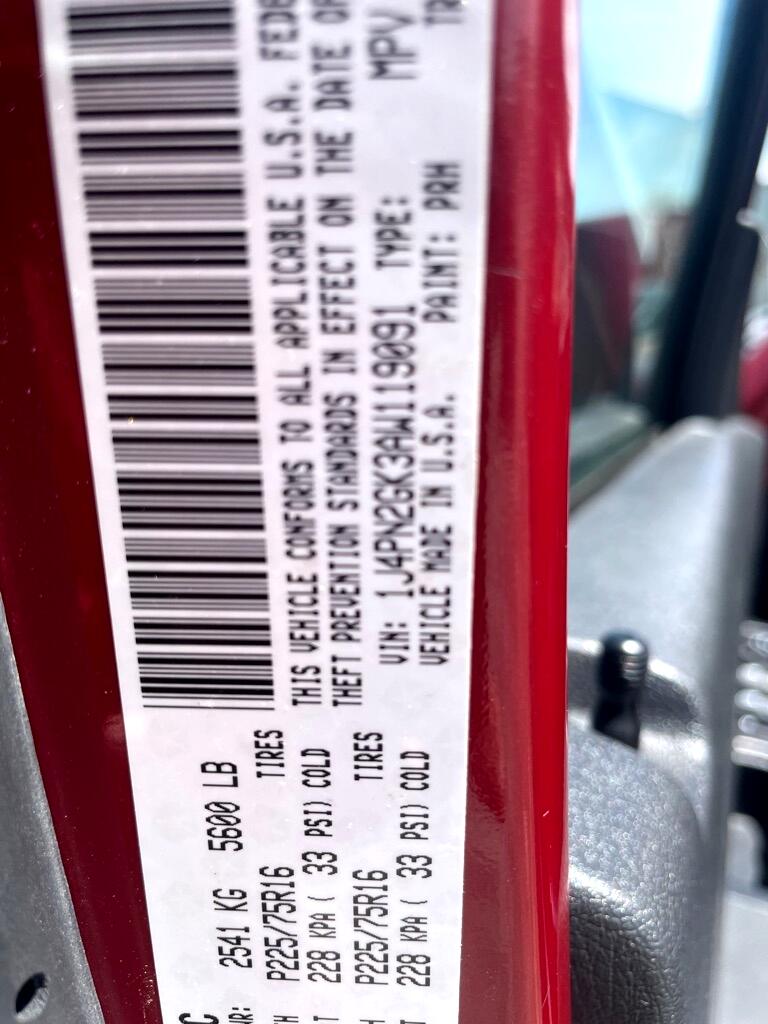 2541 KG 5600 LB
P225/75R16 TIRES
228 KPA ( 33 PSI) COLD
P225/75R16 TIRES
228 KPA ( 33 PSI) COLD
THIS VEHICLE CONFORMS TO ALL APPLICABLE U.S.A.
THEFT PREVENTION STANDARDS IN EFFECT ON THE DATE OF
VIN: 1J4PN2GK3AW119091 TYPE: MPV
VEHICLE MADE IN U.S.A. PAINT: PRH